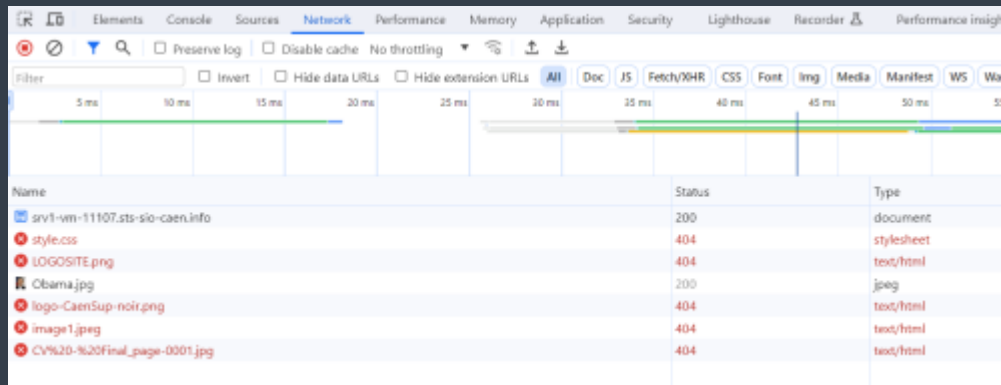 Elements Console Sources Network Performance Memory Application Security Lighthouse Recorder Performance insigh
Preserve log Disable cache No throttling
Filter Invert Hide data URLs Hide extension URLs All Doc JS Fetch/XHR CSS Font Img Media Manifest WS Wa
5 ms 10 ms 15 ms 20 ms 25 ms 30 ms 35 ms 40 ms 45 ms 50 ms 5
Name Status Type
srv1-vm-11107.sts-sio-caen.info 200 document
style.css 404 stylesheet
LOGOSITE.png 404 text/html
Obama.jpg 200 jpeg
logo-CaenSup-noir.png 404 text/html
image1.jpeg 404 text/html
CV%20-%20Final_page-0001.jpg 404 text/html